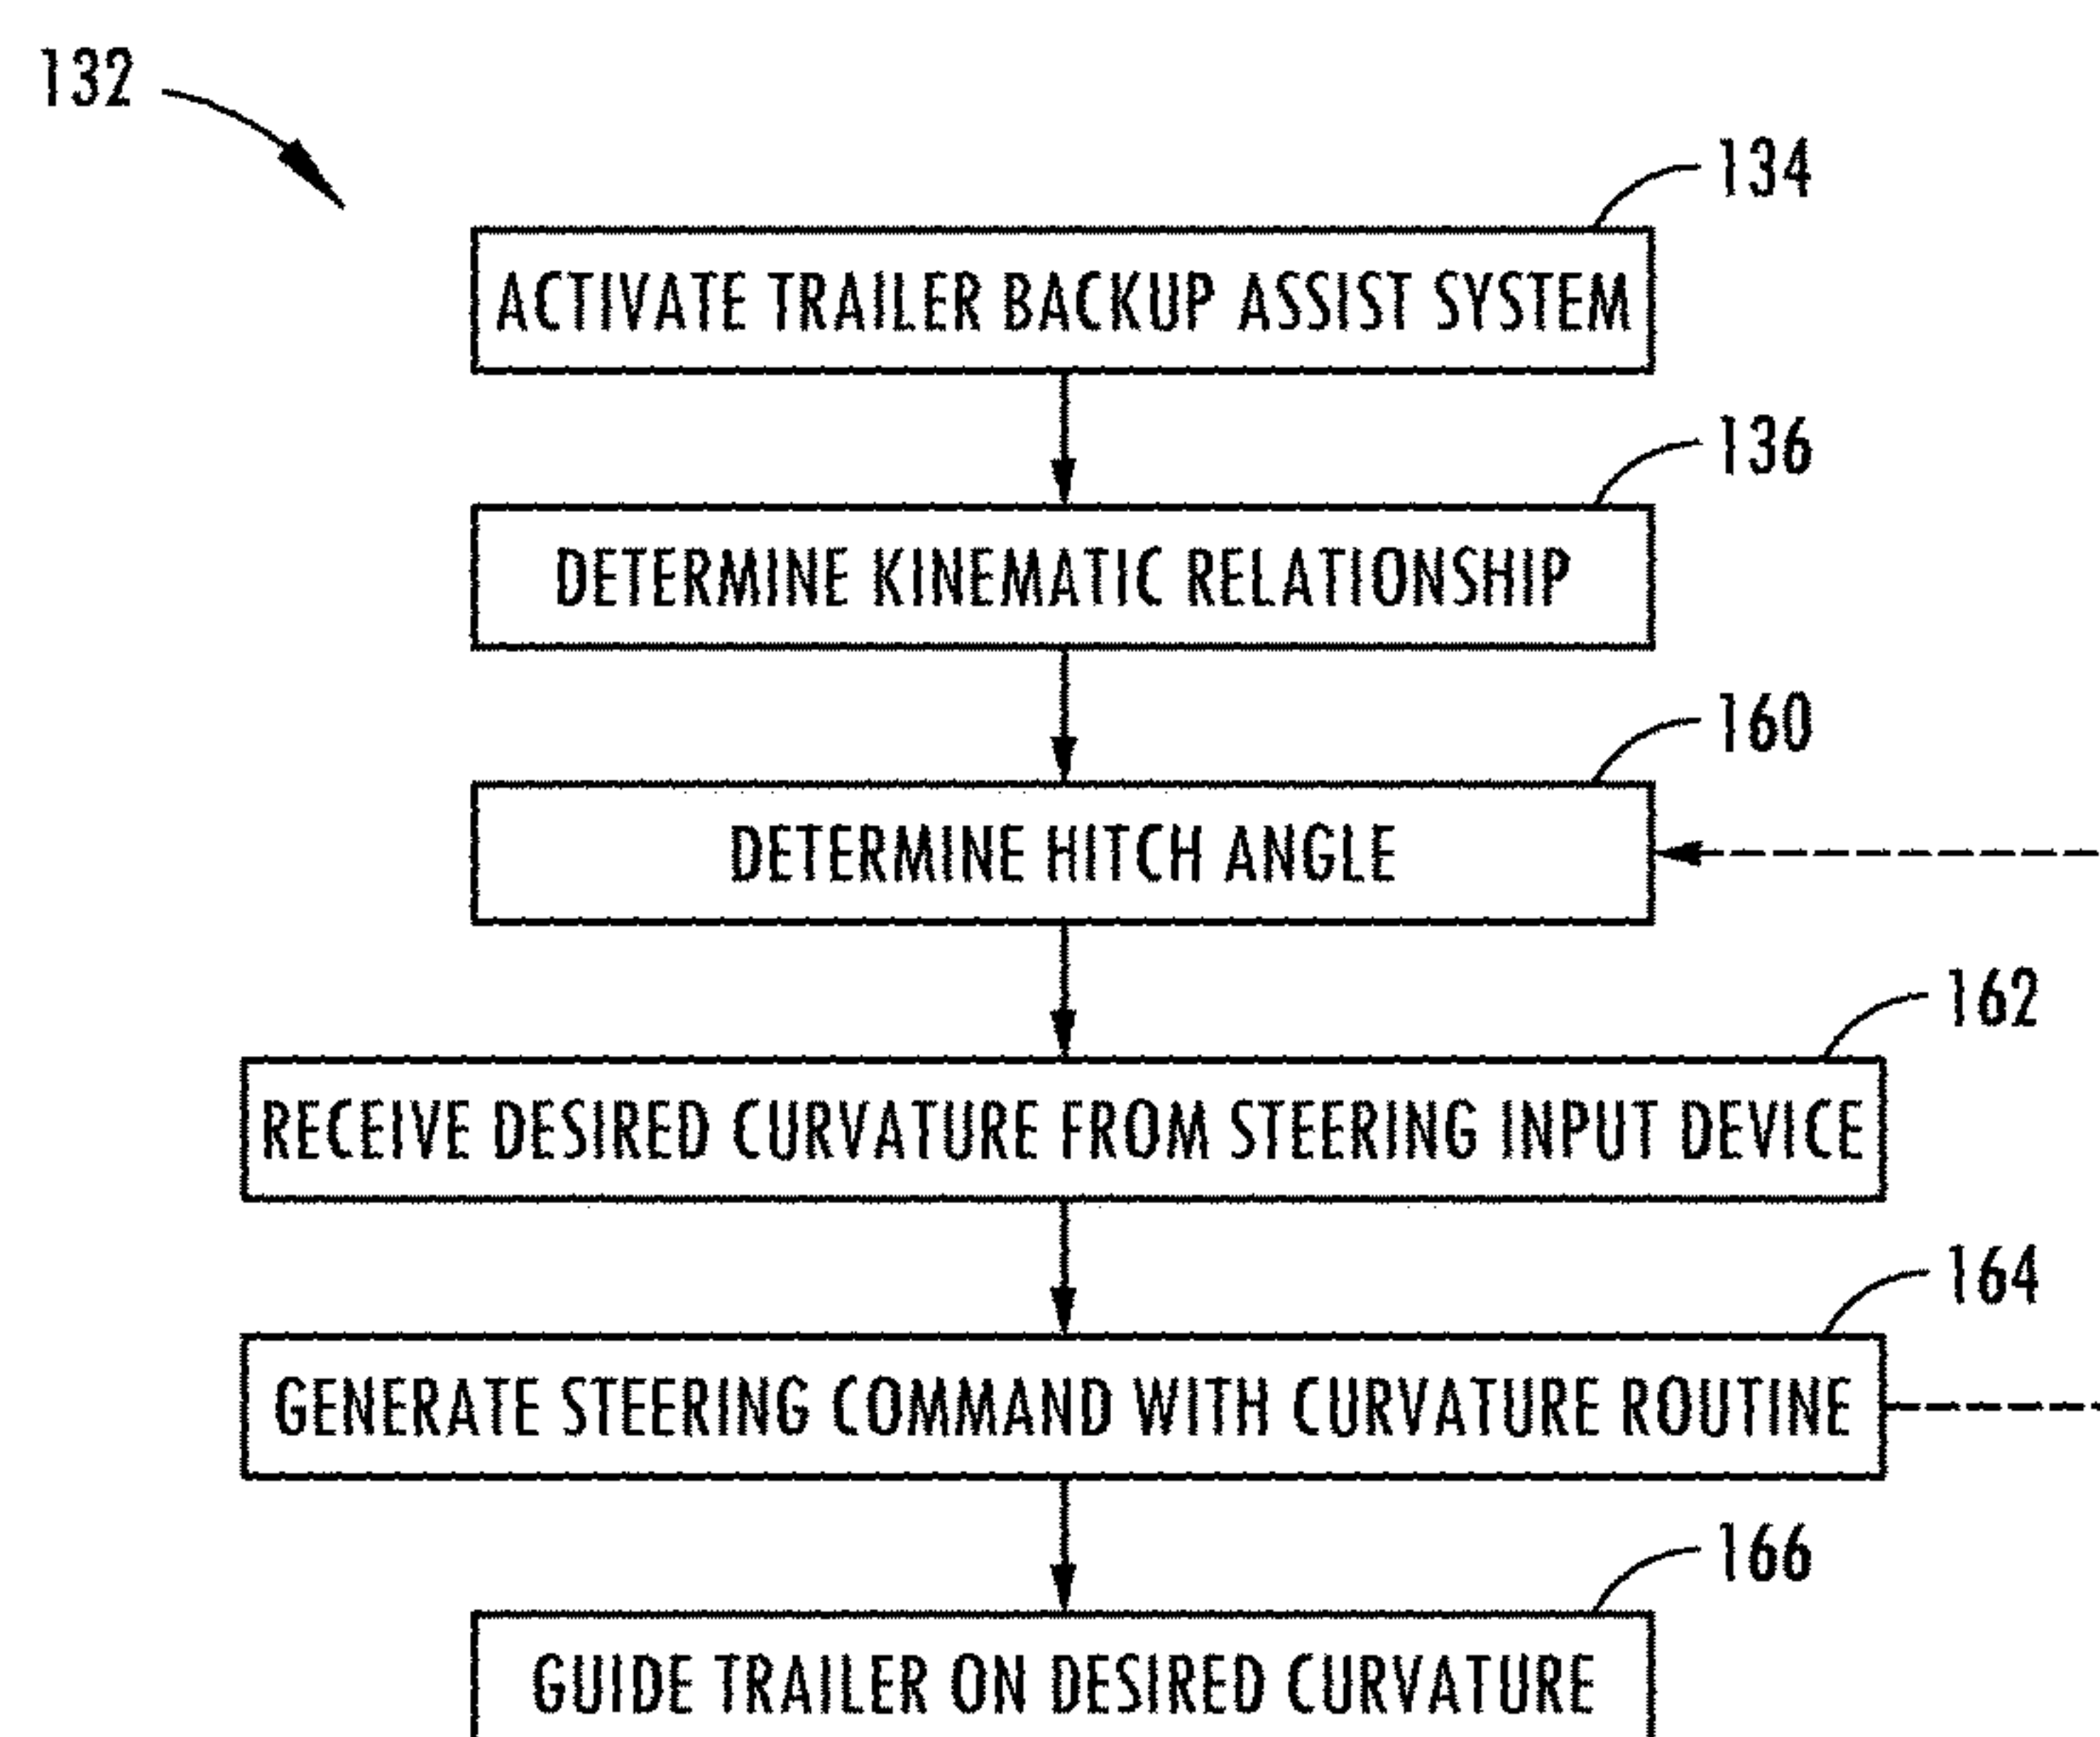 132
134
ACTIVATE TRAILER BACKUP ASSIST SYSTEM
136
DETERMINE KINEMATIC RELATIONSHIP
160
DETERMINE HITCH ANGLE
162
RECEIVE DESIRED CURVATURE FROM STEERING INPUT DEVICE
164
GENERATE STEERING COMMAND WITH CURVATURE ROUTINE
166
GUIDE TRAILER ON DESIRED CURVATURE